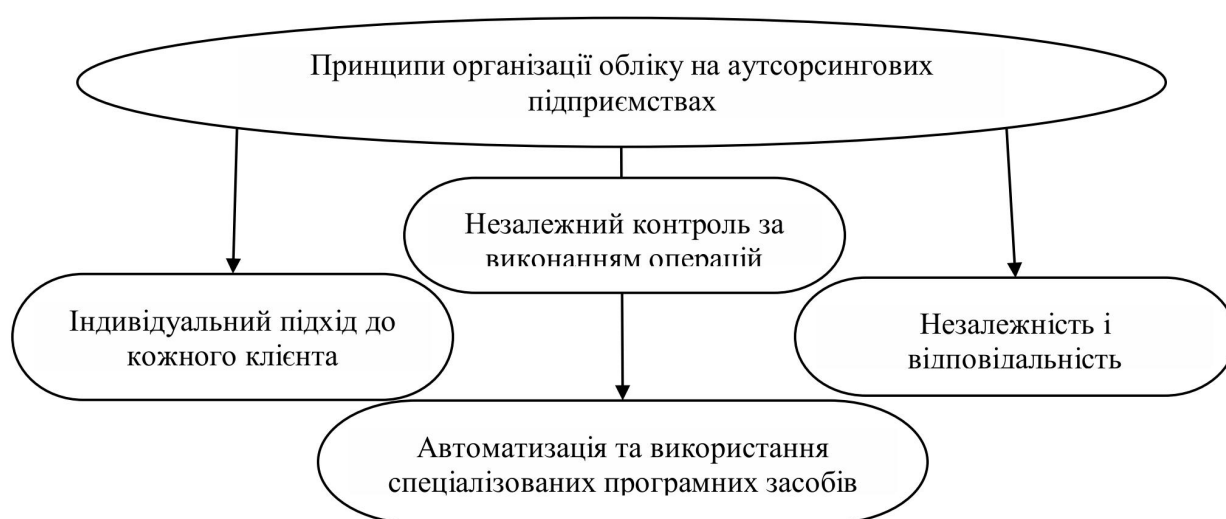 Принципи організації обліку на аутсорсингових
підприємствах
Незалежний контроль за
виконанням операцій
Індивідуальний підхід до
кожного клієнта
Незалежність і
відповідальність
Автоматизація та використання
спеціалізованих програмних засобів